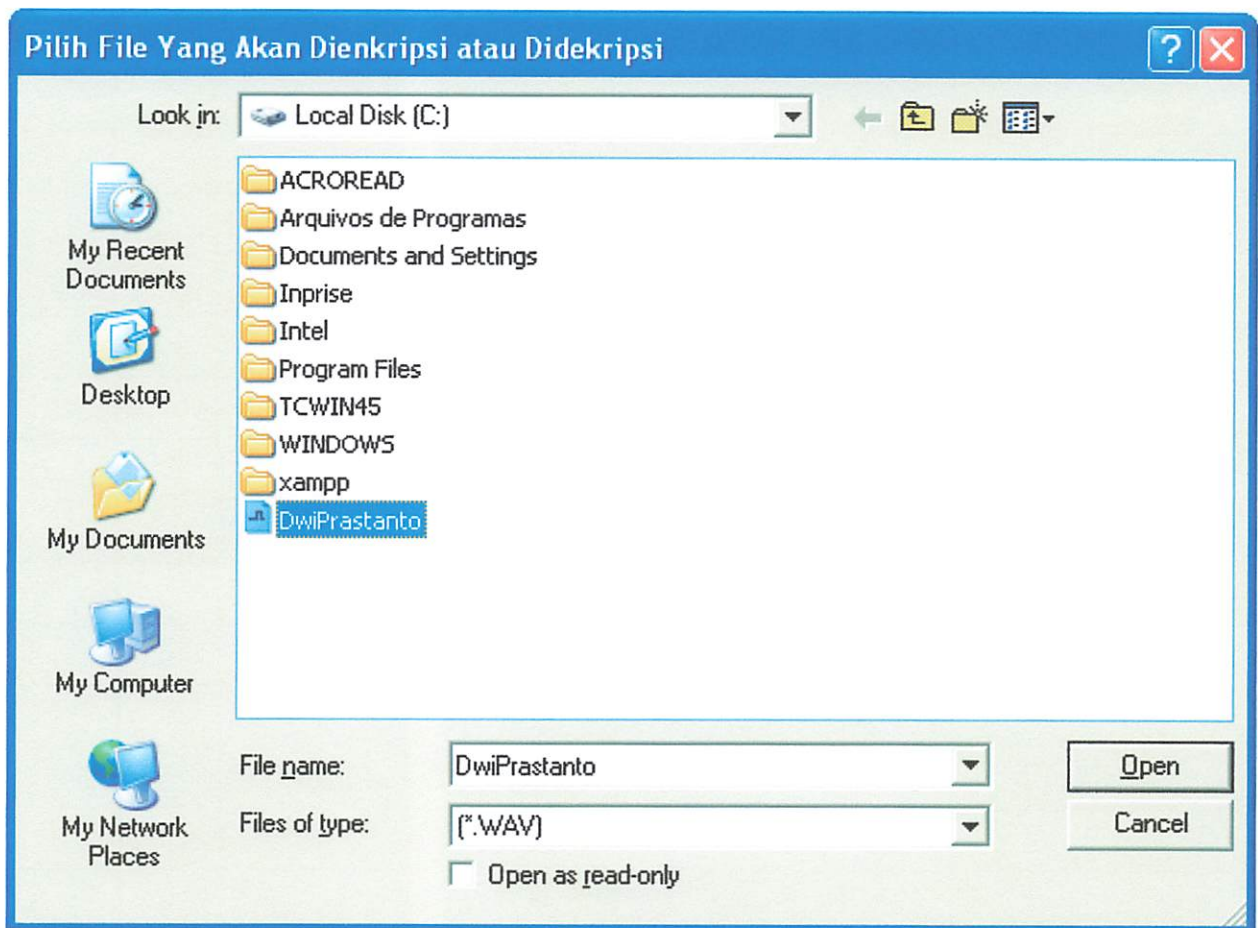 Pilih File Yang Akan Dienkripsi atau Didekripsi
Look in:
Local Disk (C:)
My Recent
Documents
Desktop
My Documents
My Computer
My Network
Places
ACROREAD
Arquivos de Programas
Documents and Settings
Inprise
Intel
Program Files
TCWIN45
WINDOWS
xampp
DwiPrastanto
File name:
DwiPrastanto
Open
Files of type:
(*.WAV)
Cancel
Open as read-only